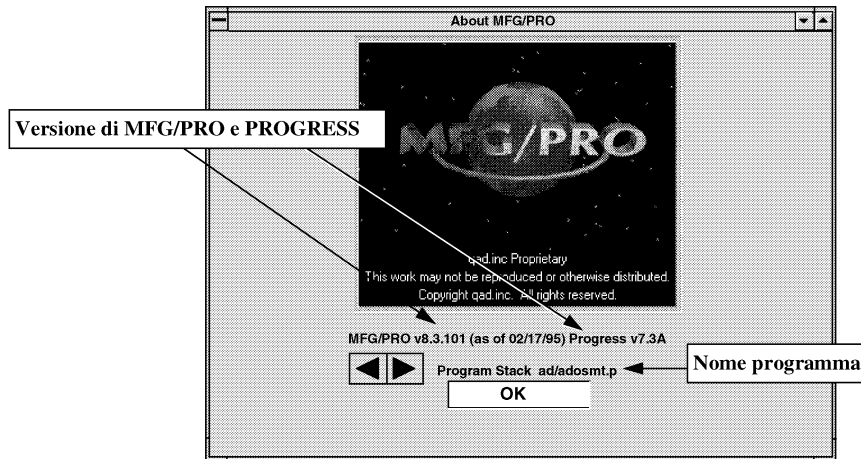 About MFG/PRO
Versione di MFG/PRO e PROGRESS
MFG/PRO
qad.inc Proprietary
This work may not be reproduced or otherwise distributed.
Copyright qad.inc. All rights reserved.
MFG/PRO v8.3.101 (as of 02/17/95) Progress v7.3A
Program Stack ad/adosmt.p
Nome programma
OK